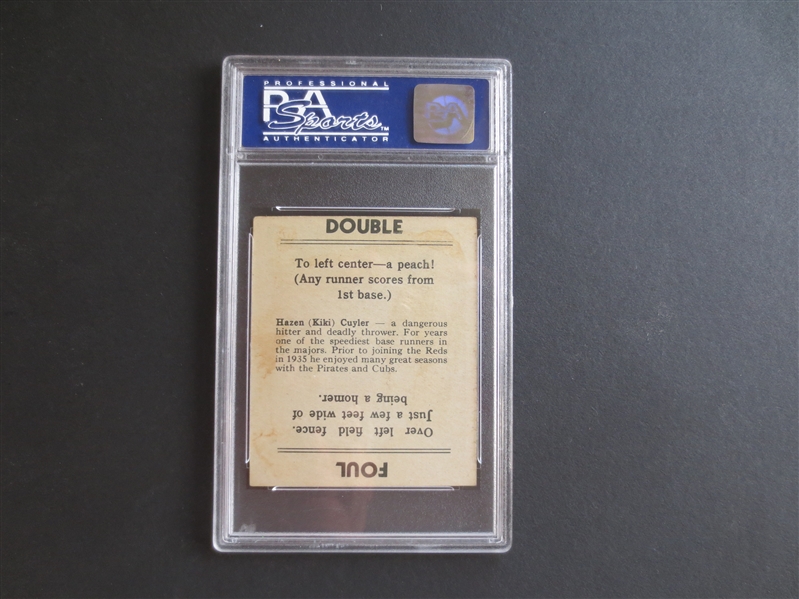 PROFESSIONAL
PSA
Sports™
AUTHENTICATOR
DOUBLE
To left center—a peach!
(Any runner scores from
1st base.)
Hazen (Kiki) Cuyler — a dangerous
hitter and deadly thrower. For years
one of the speediest base runners in
the majors. Prior to joining the Reds
in 1935 he enjoyed many great seasons
with the Pirates and Cubs.
FOUL
Over left field fence.
Just a few feet wide of
being a homer.